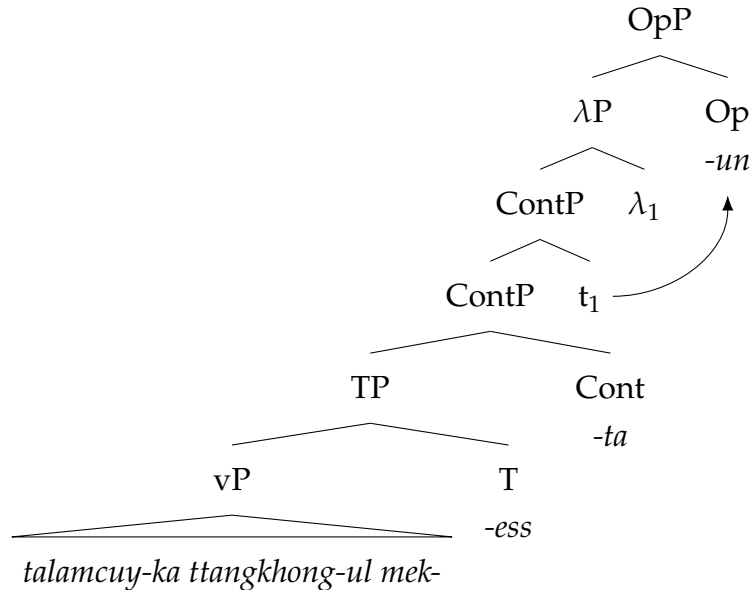 OpP
λP Op
-un
ContP λ₁
ContP t₁
TP Cont
-ta
vP T
-ess
talamcuy-ka ttangkhong-ul mek-